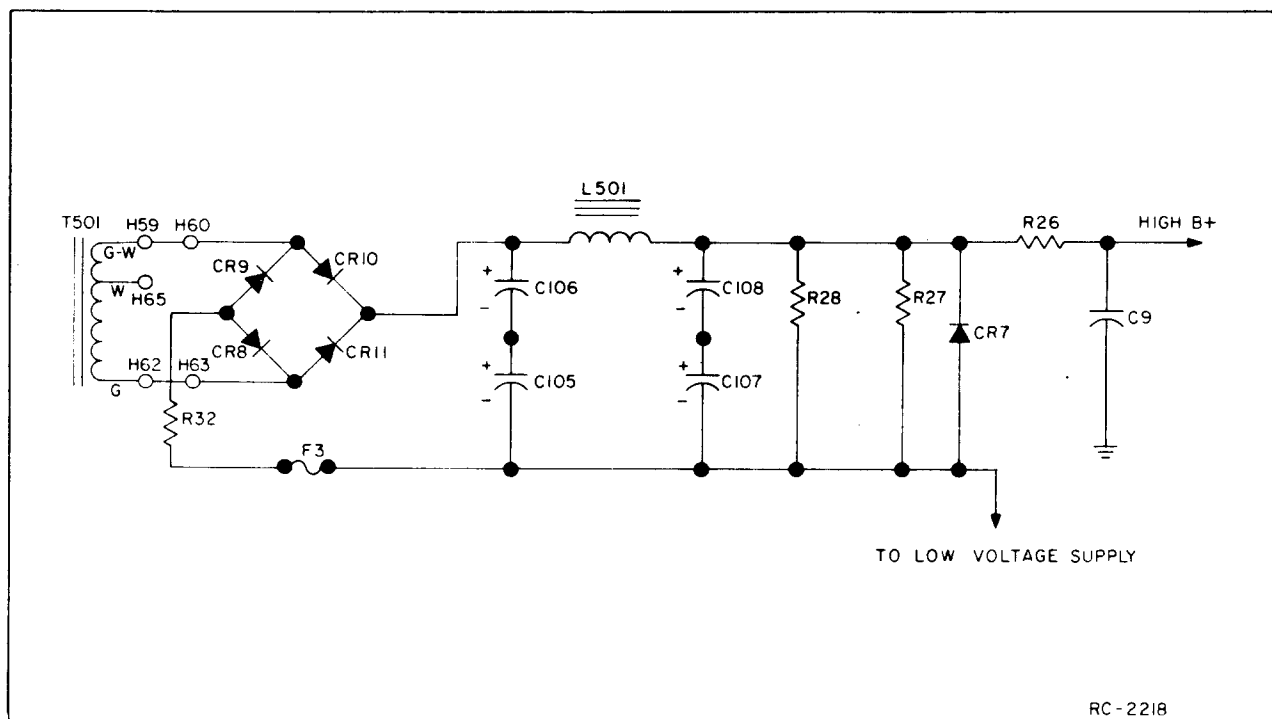 L501
T501
H59
H60
R26
HIGH B+
G-W
CR9
CR10
W
H65
+
C106
-
+
C108
-
R28
R27
CR7
C9
CR8
CR11
H62
H63
G
+
C105
-
+
C107
-
R32
F3
TO LOW VOLTAGE SUPPLY
RC-2218